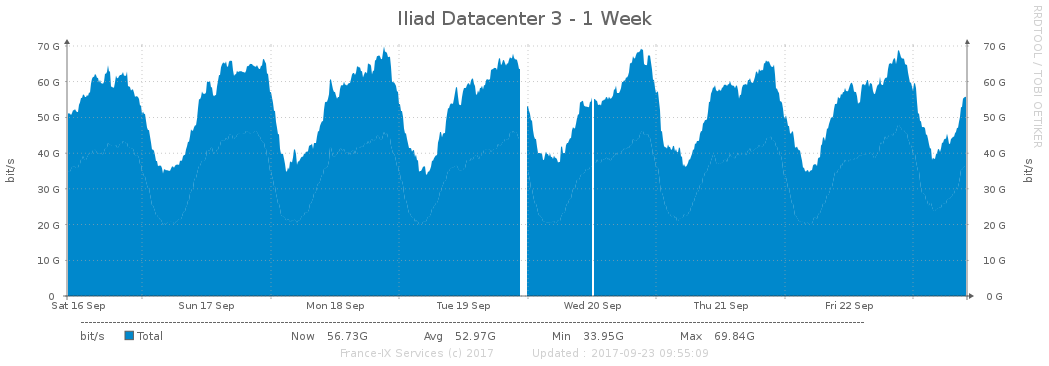 Iliad Datacenter 3 - 1 Week
RRDTOOL / TOBI OETIKER
bit/s
70 G
60 G
50 G
40 G
30 G
20 G
10 G
0
70 G
60 G
50 G
40 G
30 G
20 G
10 G
0 G
bit/s
Sat 16 Sep Sun 17 Sep Mon 18 Sep Tue 19 Sep Wed 20 Sep Thu 21 Sep Fri 22 Sep
bit/s Total Now 56.73G Avg 52.97G Min 33.95G Max 69.84G
France-IX Services (c) 2017 Updated : 2017-09-23 09:55:09